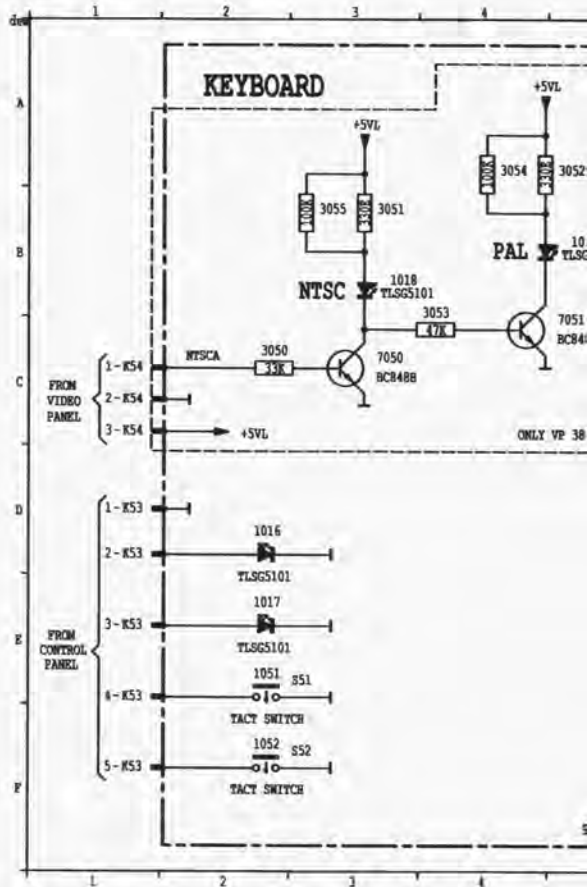 1
2
3
4
dev
A
KEYBOARD
+5VL
+5VL
100K
3055
330E
3051
100K
3054
330E
3052
B
NTSC
1018
TLSG5101
PAL
3053
47K
7051
C
FROM
VIDEO
PANEL
1-K54
NTSCA
3050
33K
7050
BC848B
2-K54
3-K54
+5VL
ONLY VP 38
D
1-K53
1016
2-K53
TLSG5101
E
FROM
CONTROL
PANEL
1017
3-K53
TLSG5101
1051
S51
4-K53
TACT SWITCH
1052
S52
5-K53
F
TACT SWITCH
1
2
3
4